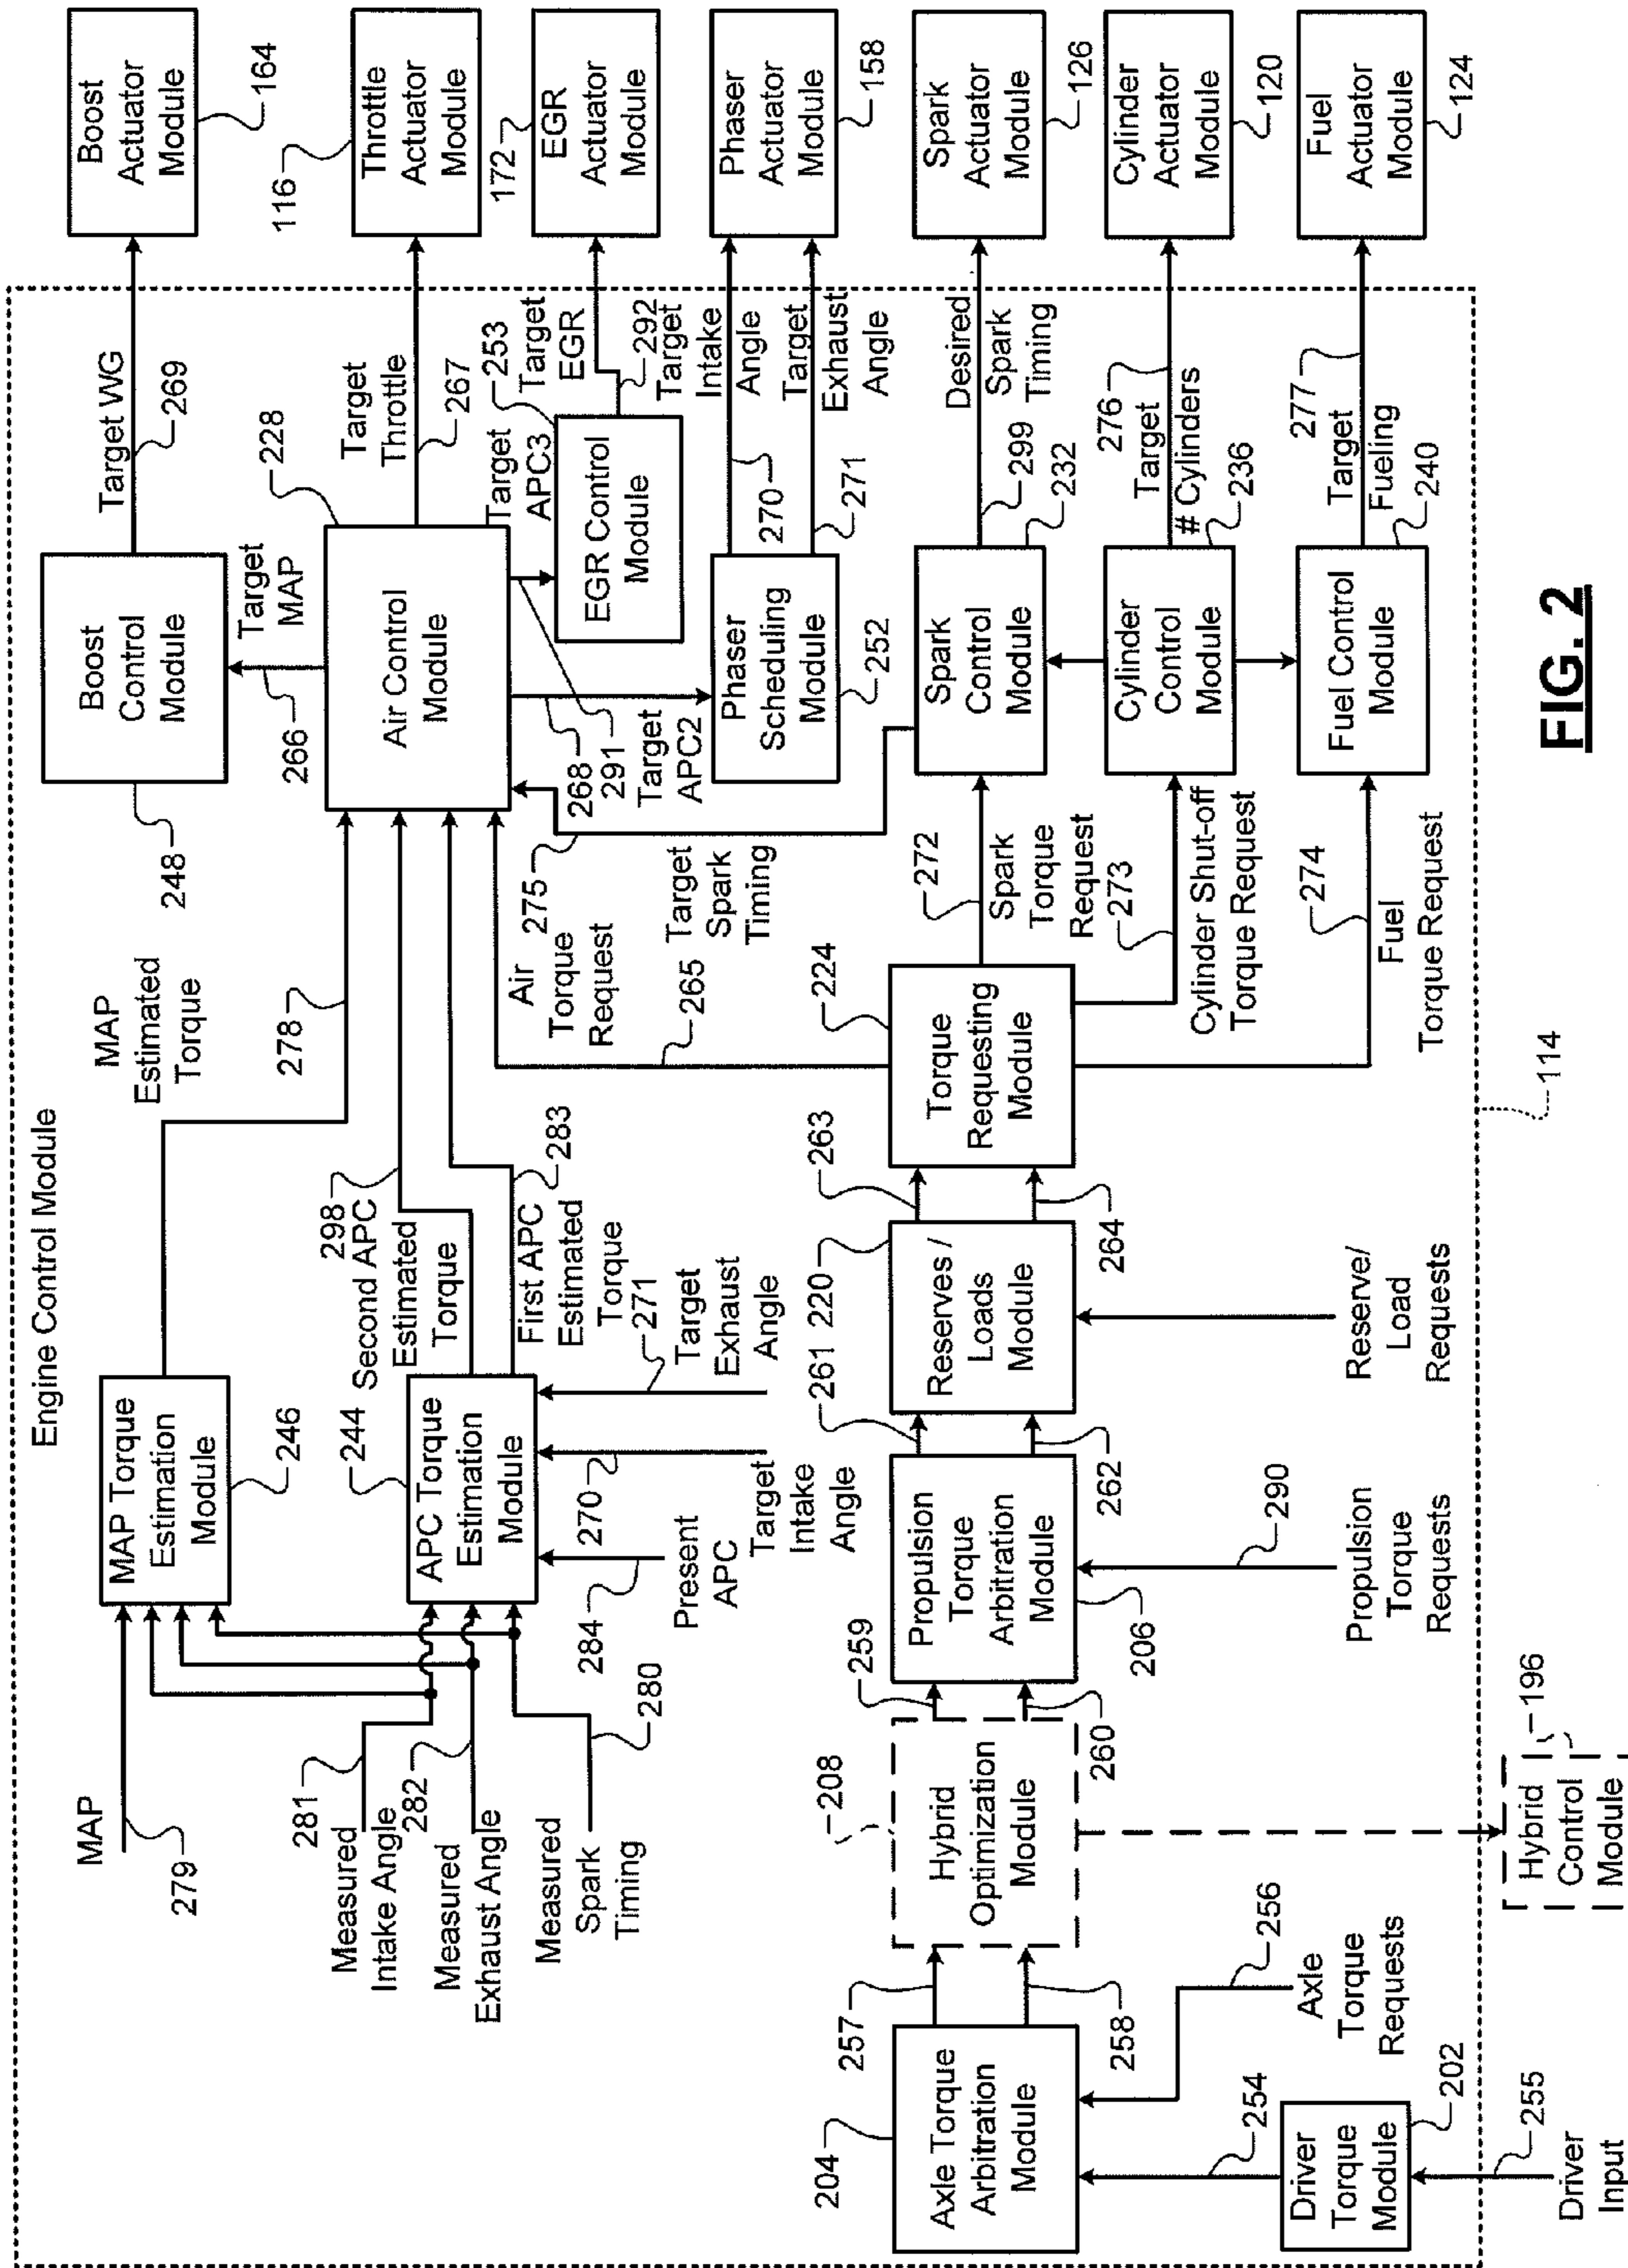 Engine Control Module
MAP
279
281
Measured
Intake Angle
282
Measured
Exhaust Angle
Measured
Spark
Timing
280
MAP Torque
Estimation
Module
246
244
APC Torque
Estimation
Module
284
Present
APC
270
Target
Intake
Angle
271
Target
Exhaust
Angle
MAP
Estimated
Torque
278
298
Second APC
Estimated
Torque
283
First APC
Estimated
Torque
Boost
Control
Module
248
266
Target
MAP
Target WG
269
Boost
Actuator
Module
164
228
Air Control
Module
Target
Throttle
267
116
Throttle
Actuator
Module
Target
APC3
253
EGR Control
Module
Target
EGR
292
172
EGR
Actuator
Module
268
291
Target
APC2
Phaser
Scheduling
Module
252
270
Target
Intake
Angle
271
Target
Exhaust
Angle
Phaser
Actuator
Module
158
Air
Torque
Request
265
275
Target
Spark
Timing
204
Axle Torque
Arbitration
Module
254
Driver
Torque
Module
202
255
Driver
Input
256
Axle
Torque
Requests
257
258
208
Hybrid
Optimization
Module
196
Hybrid
Control
Module
259
260
Propulsion
Torque
Arbitration
Module
206
290
Propulsion
Torque
Requests
261
262
220
Reserves /
Loads
Module
Reserve/
Load
Requests
263
264
224
Torque
Requesting
Module
272
Spark
Torque
Request
273
Cylinder Shut-off
Torque Request
274
Fuel
Torque Request
Spark
Control
Module
232
299
Desired
Spark
Timing
Spark
Actuator
Module
126
Cylinder
Control
Module
236
276
Target
# Cylinders
Cylinder
Actuator
Module
120
Fuel Control
Module
240
277
Target
Fueling
Fuel
Actuator
Module
124
114
FIG. 2